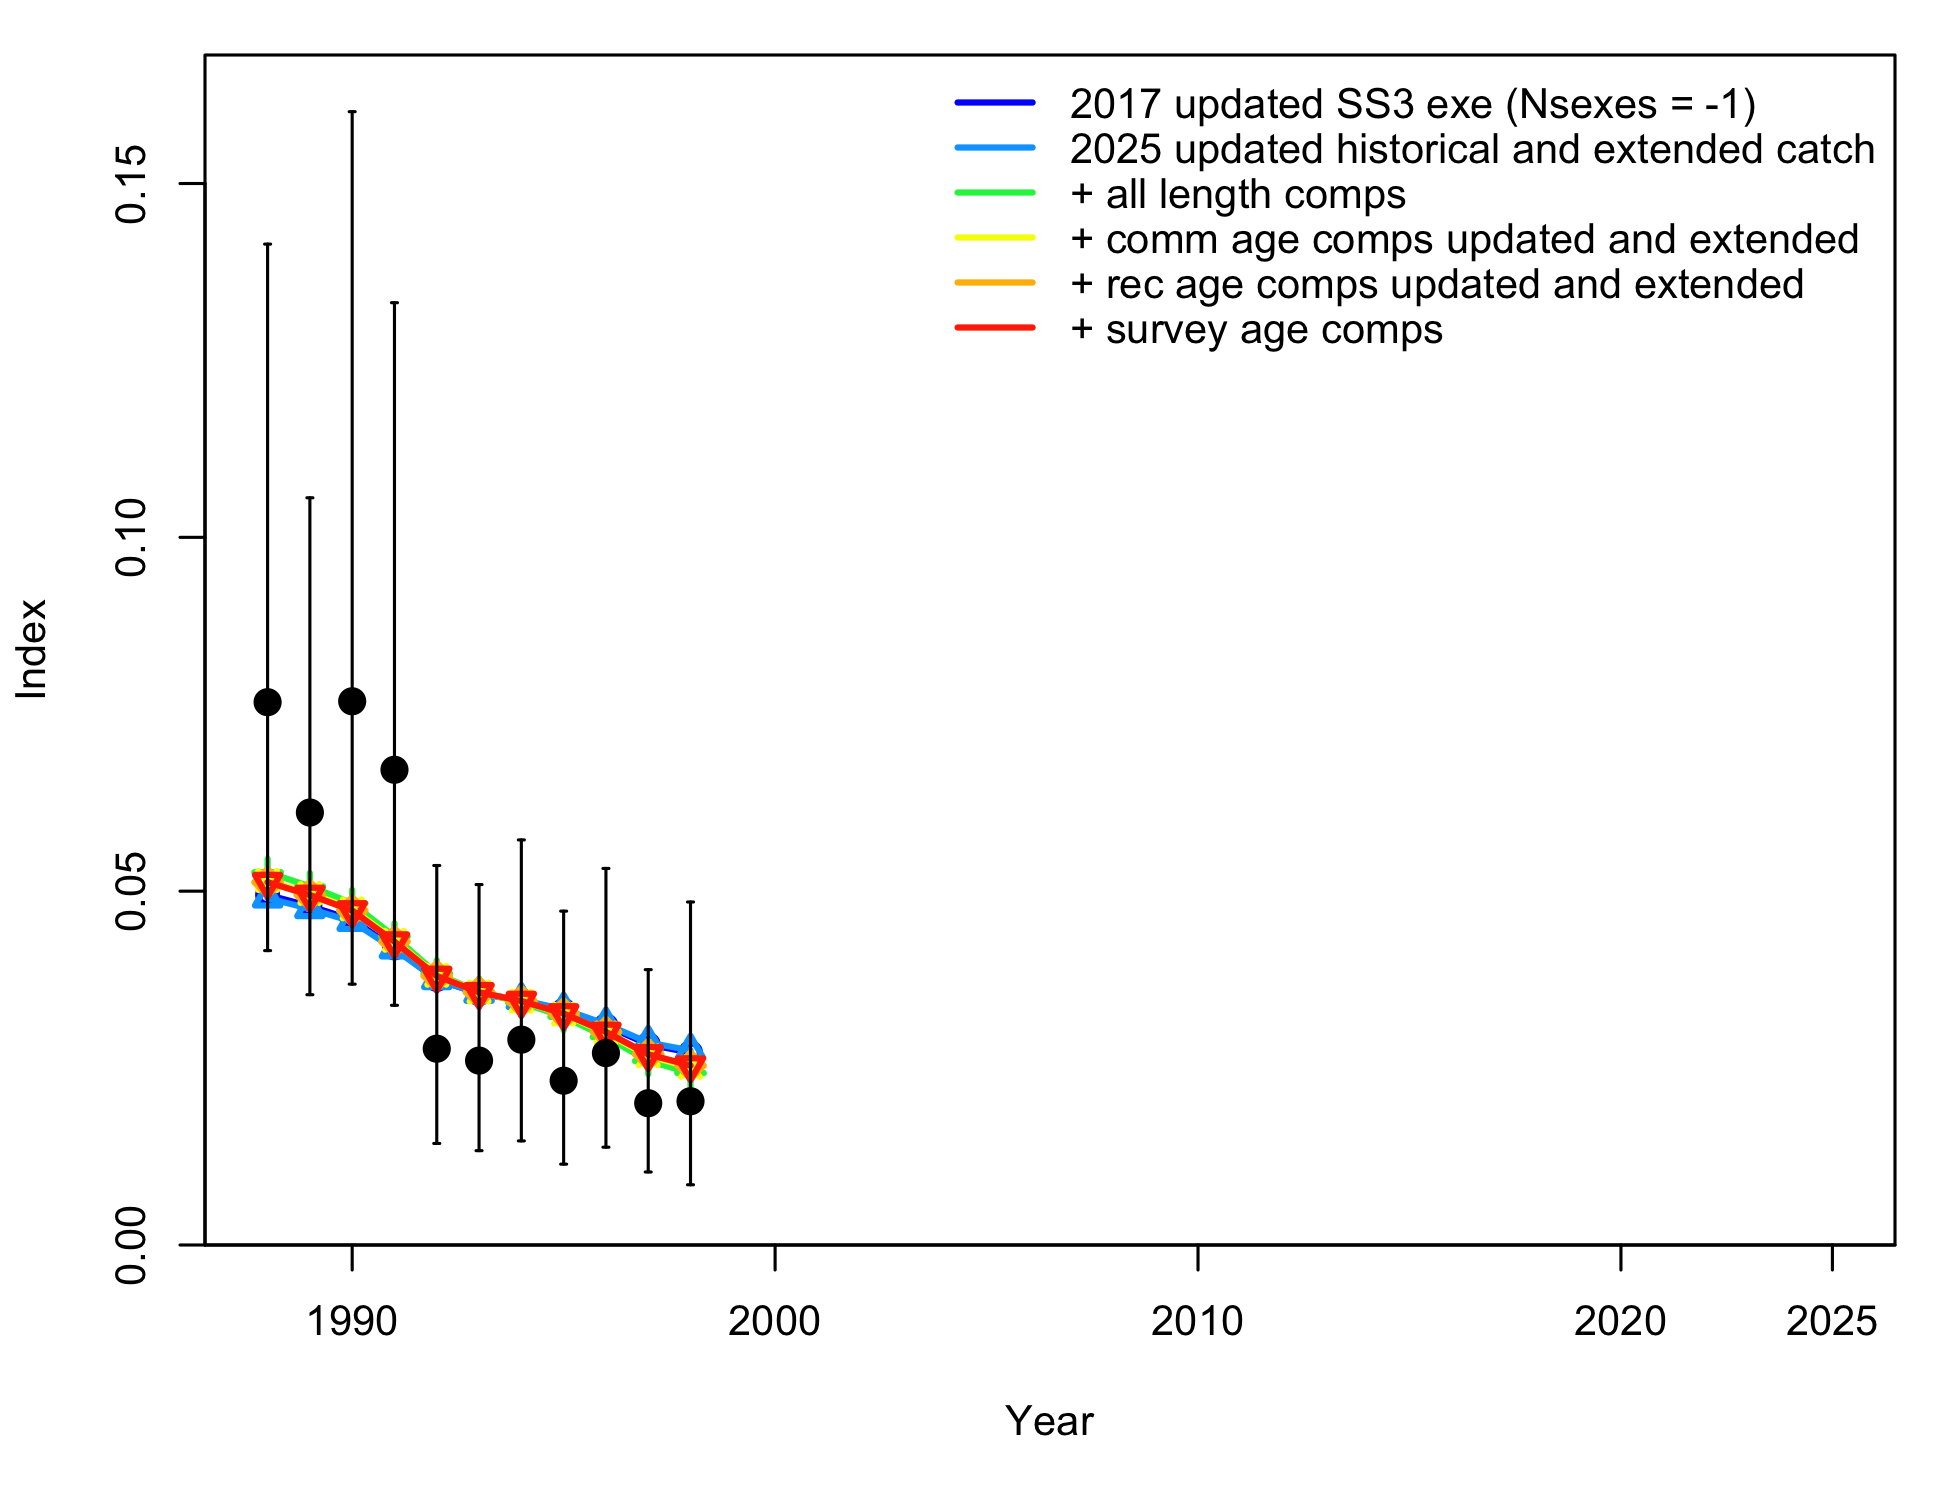 2017 updated SS3 exe (Nsexes = -1)
2025 updated historical and extended catch
+ all length comps
+ comm age comps updated and extended
+ rec age comps updated and extended
+ survey age comps
0.15
0.10
0.05
0.00
Index
1990 2000 2010 2020 2025
Year